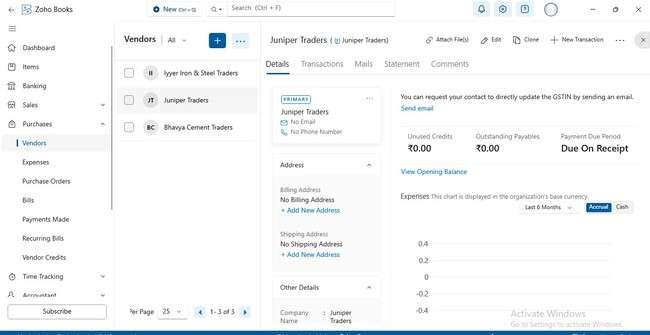 Zoho Books
New Ctrl + Q
Search (Ctrl + F)
Dashboard
Items
Banking
Sales
Purchases
Vendors
Expenses
Purchase Orders
Bills
Payments Made
Recurring Bills
Vendor Credits
Time Tracking
Accountant
Subscribe
Vendors
All
II Iyyer Iron & Steel Traders
JT Juniper Traders
BC Bhavya Cement Traders
Per Page 25 1 - 3 of 3
Juniper Traders ( Juniper Traders)
Attach File(s) Edit Clone New Transaction
Details Transactions Mails Statement Comments
PRIMARY
Juniper Traders
No Email
No Phone Number
Address
Billing Address
No Billing Address
+ Add New Address
Shipping Address
No Shipping Address
+ Add New Address
Other Details
Company Name : Juniper Traders
You can request your contact to directly update the GSTIN by sending an email.
Send email
Unused Credits Outstanding Payables Payment Due Period
₹0.00 ₹0.00 Due On Receipt
View Opening Balance
Expenses This chart is displayed in the organization's base currency.
Last 6 Months Accrual Cash
0.4
0.2
0
-0.2
-0.4
Activate Windows
Go to Settings to activate Windows.